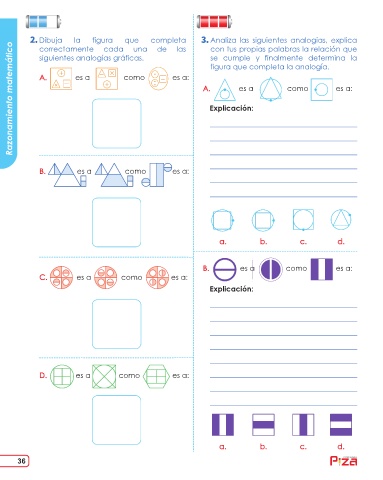 Razonamiento matemático
2. Dibuja la figura que completa
correctamente cada una de las
siguientes analogías gráficas.
A. es a como es a:
B. es a como es a:
C. es a como es a:
D. es a como es a:
3. Analiza las siguientes analogías, explica
con tus propias palabras la relación que
se cumple y finalmente determina la
figura que completa la analogía.
A. es a como es a:
Explicación:
a. b. c. d.
B. es a como es a:
Explicación:
a. b. c. d.
36